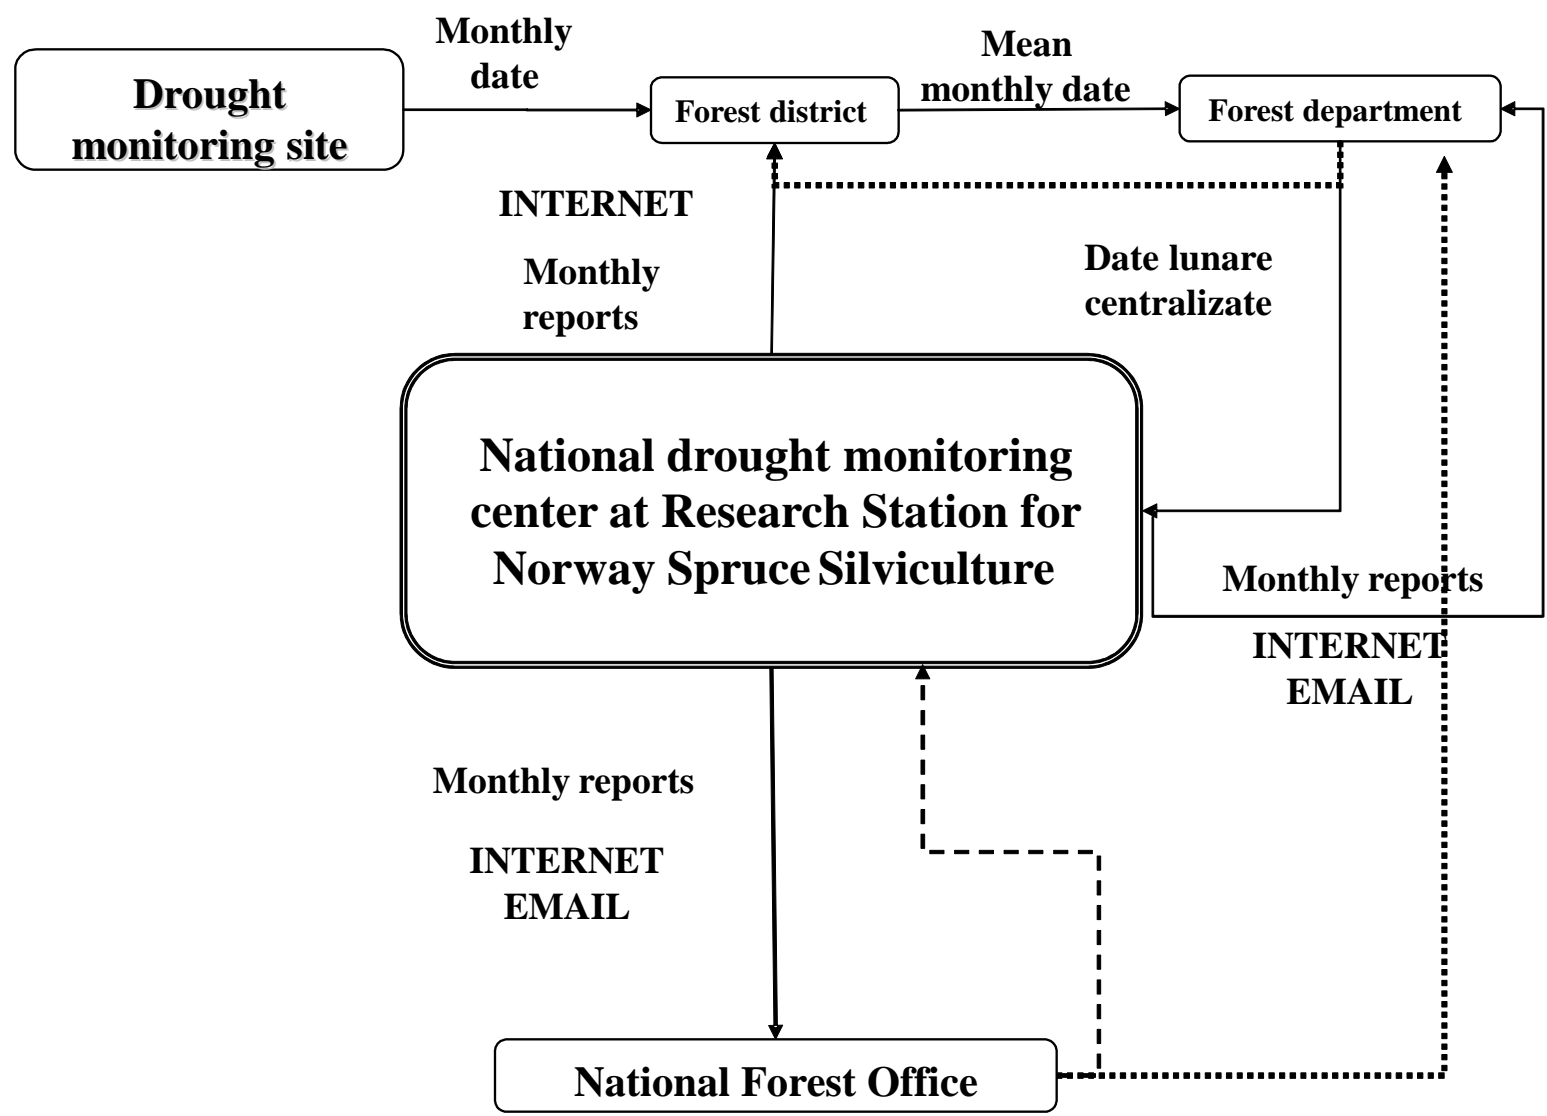 Monthly
date
Mean
monthly date
Drought
monitoring site
Forest district
Forest department
INTERNET
Monthly
reports
Date lunare
centralizate
National drought monitoring
center at Research Station for
Norway Spruce Silviculture
Monthly reports
INTERNET
EMAIL
Monthly reports
INTERNET
EMAIL
National Forest Office